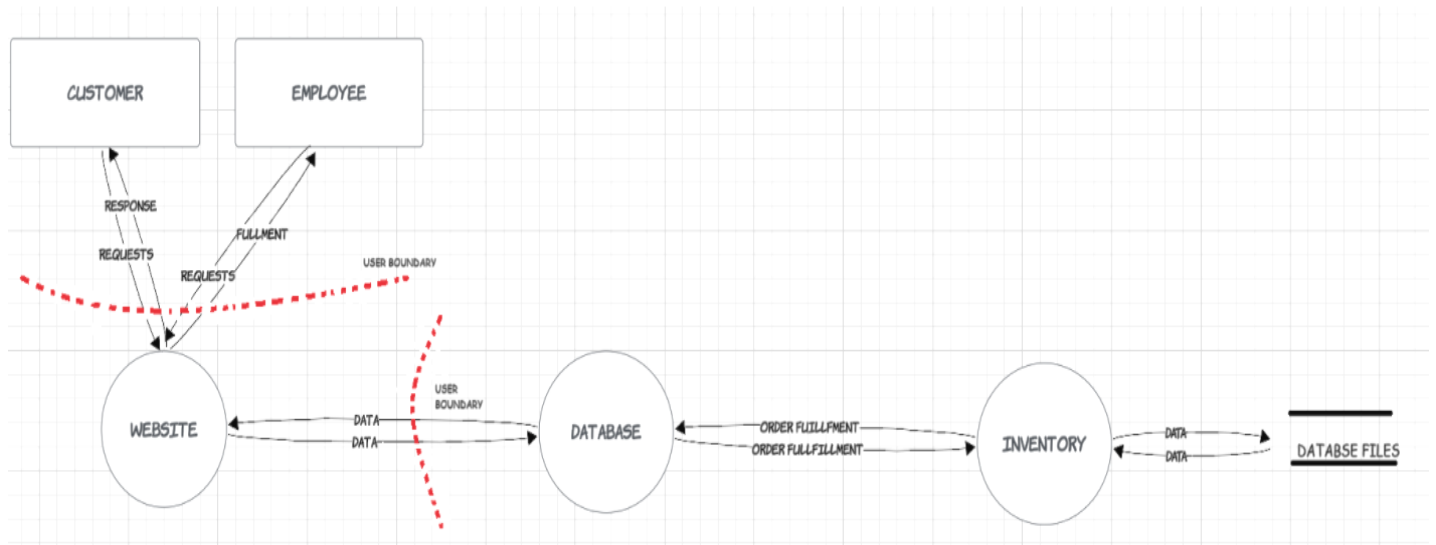 CUSTOMER
EMPLOYEE
RESPONSE
FULLMENT
REQUESTS
REQUESTS
USER BOUNDARY
USER
BOUNDARY
WEBSITE
DATA
DATA
DATABASE
ORDER FUILLFMENT
ORDER FULLFILLMENT
INVENTORY
DATA
DATA
DATABSE FILES